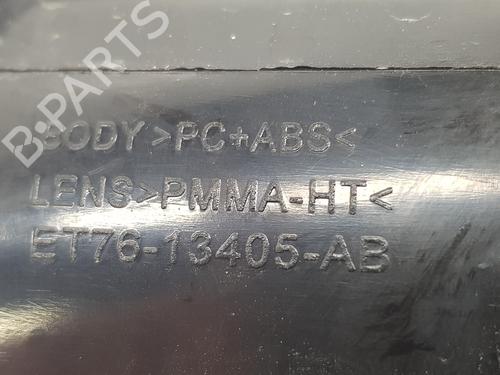 B-PARTS
BODY>PC+ABS<
LENS>PMMA-HT<
ET76-13405-AB